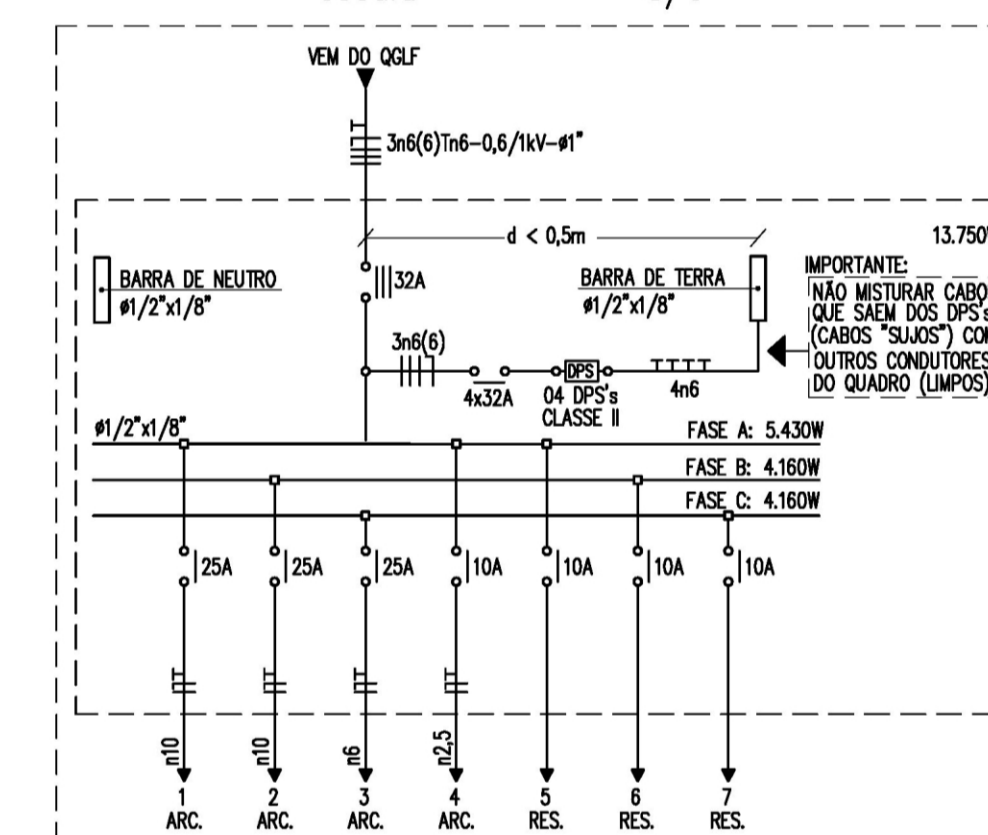 VEM DO QGLF
3n6(6)Tn6-0,6/1kV-ø1"
d < 0,5m
13.750
BARRA DE NEUTRO
ø1/2"x1/8"
32A
BARRA DE TERRA
ø1/2"x1/8"
IMPORTANTE:
NÃO MISTURAR CABO
QUE SAEM DOS DPS's
(CABOS "SUJOS") CO
OUTROS CONDUTORES
DO QUADRO (LIMPOS)
3n6(6)
4x32A
DPS
04 DPS's
CLASSE II
4n6
ø1/2"x1/8"
FASE A: 5.430W
FASE B: 4.160W
FASE C: 4.160W
25A 25A 25A 10A 10A 10A 10A
n10 n10 n6 n2,5
1 2 3 4 5 6 7
ARC. ARC. ARC. ARC. RES. RES. RES.